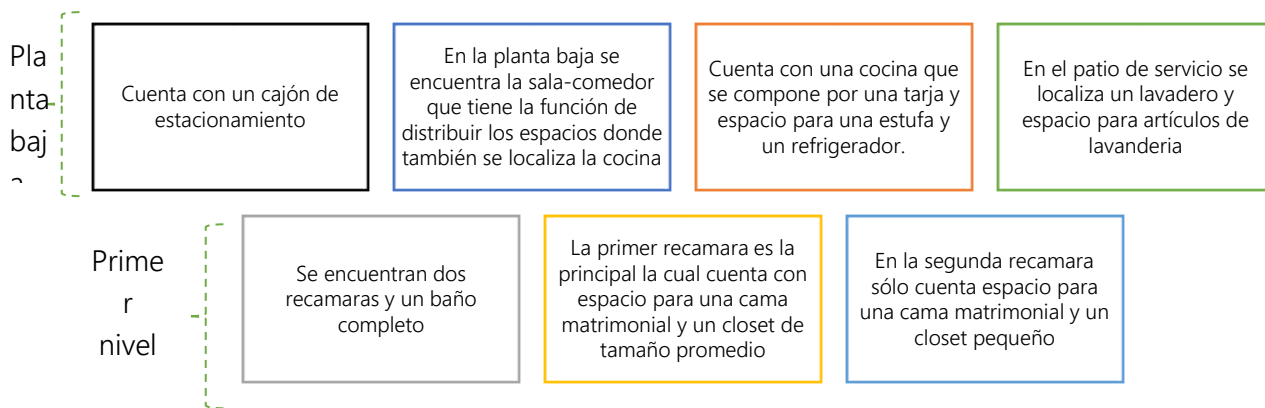 Pla
nta
baj
a
Cuenta con un cajón de
estacionamiento
En la planta baja se
encuentra la sala-comedor
que tiene la función de
distribuir los espacios donde
también se localiza la cocina
Cuenta con una cocina que
se compone por una tarja y
espacio para una estufa y
un refrigerador.
En el patio de servicio se
localiza un lavadero y
espacio para artículos de
lavanderia
Prime
r
nivel
Se encuentran dos
recamaras y un baño
completo
La primer recamara es la
principal la cual cuenta con
espacio para una cama
matrimonial y un closet de
tamaño promedio
En la segunda recamara
sólo cuenta espacio para
una cama matrimonial y un
closet pequeño